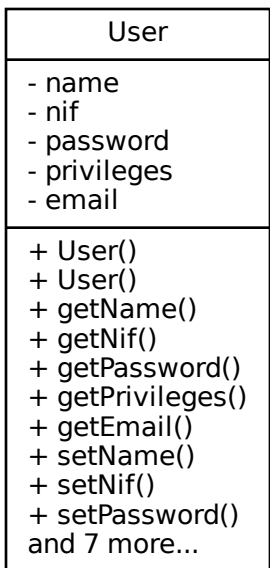 User
- name
- nif
- password
- privileges
- email
+ User()
+ User()
+ getName()
+ getNif()
+ getPassword()
+ getPrivileges()
+ getEmail()
+ setName()
+ setNif()
+ setPassword()
and 7 more...